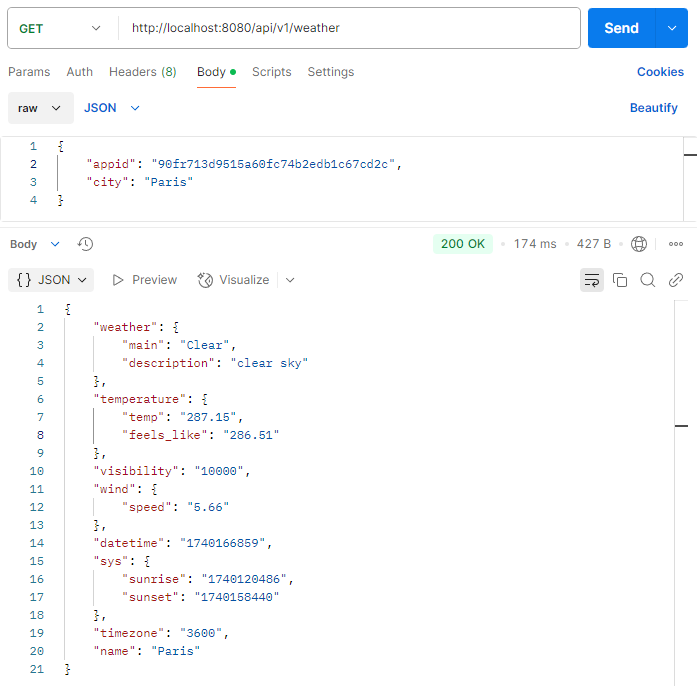 GET http://localhost:8080/api/v1/weather Send
Params Auth Headers (8) Body Scripts Settings Cookies
raw JSON Beautify
1 {
2 "appid": "90fr713d9515a60fc74b2edb1c67cd2c",
3 "city": "Paris"
4 }
Body 200 OK 174 ms 427 B
{} JSON Preview Visualize
1 {
2 "weather": {
3 "main": "Clear",
4 "description": "clear sky"
5 },
6 "temperature": {
7 "temp": "287.15",
8 "feels_like": "286.51"
9 },
10 "visibility": "10000",
11 "wind": {
12 "speed": "5.66"
13 },
14 "datetime": "1740166859",
15 "sys": {
16 "sunrise": "1740120486",
17 "sunset": "1740158440"
18 },
19 "timezone": "3600",
20 "name": "Paris"
21 }